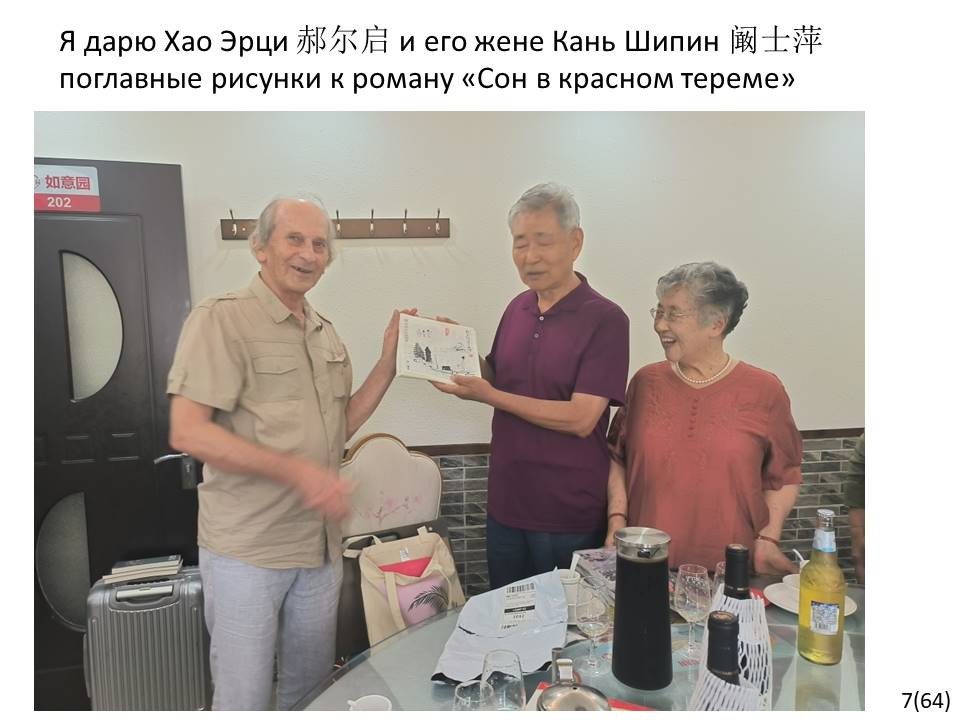 Я дарю Хао Эрци 郝尔启 и его жене Кань Шипин 阚士萍
поглавные рисунки к роману «Сон в красном тереме»
如意园
202
7(64)